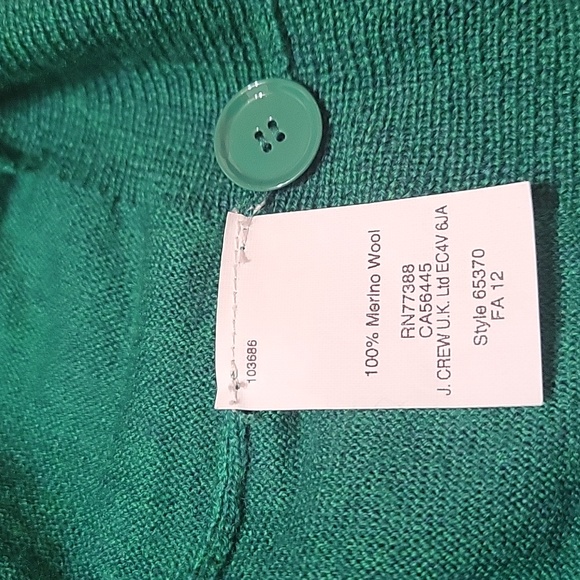 100% Merino Wool
RN77388
CA56445
J. CREW U.K. Ltd EC4V 6JA
Style 65370
FA 12
103686